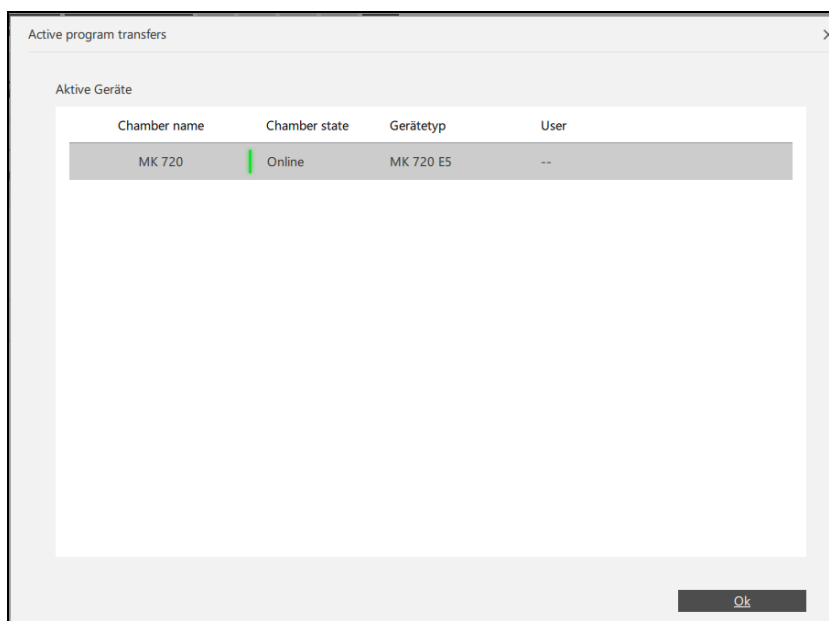 Active program transfers
Aktive Geräte
Chamber name Chamber state Gerätetyp User
MK 720 Online MK 720 E5 --
Ok